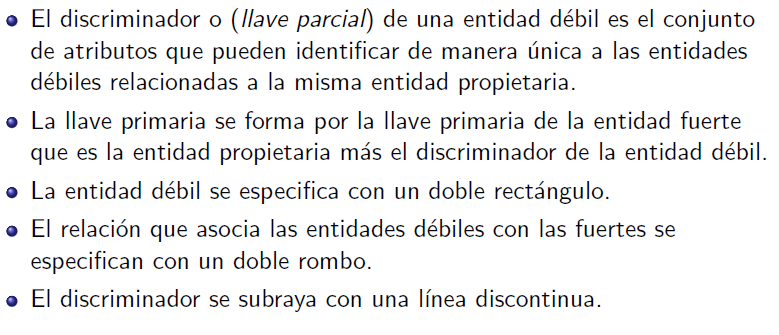 El discriminador o (llave parcial) de una entidad débil es el conjunto
de atributos que pueden identificar de manera única a las entidades
débiles relacionadas a la misma entidad propietaria.
La llave primaria se forma por la llave primaria de la entidad fuerte
que es la entidad propietaria más el discriminador de la entidad débil.
La entidad débil se especifica con un doble rectángulo.
El relación que asocia las entidades débiles con las fuertes se
especifican con un doble rombo.
El discriminador se subraya con una línea discontinua.